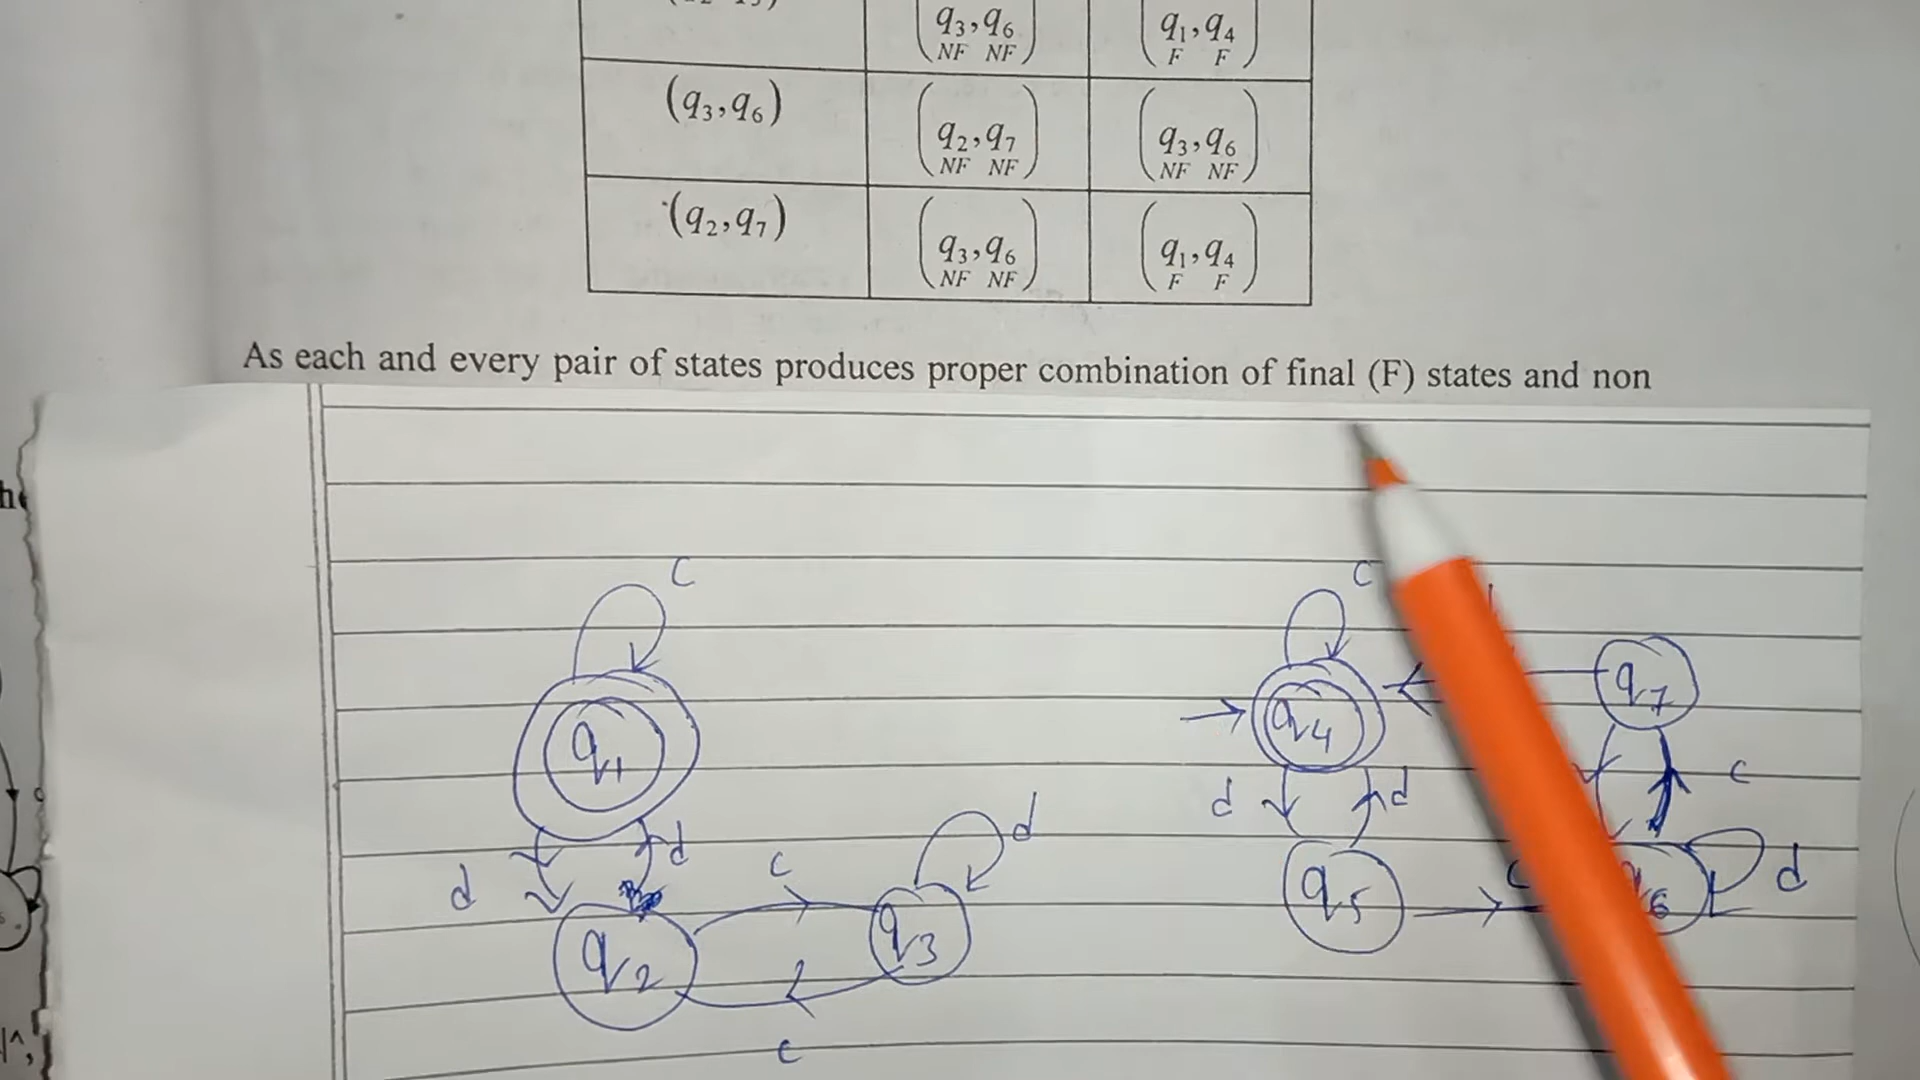 (q3,q6) (q1,q4)
NF NF F F
(q3,q6) (q2,q7) (q3,q6)
NF NF NF NF
(q2,q7) (q3,q6) (q1,q4)
NF NF F F
As each and every pair of states produces proper combination of final (F) states and non
C
C
q7
q4
q1
d
d
C
d
C
d
d
d
q5
q6
d
q3
q2
C